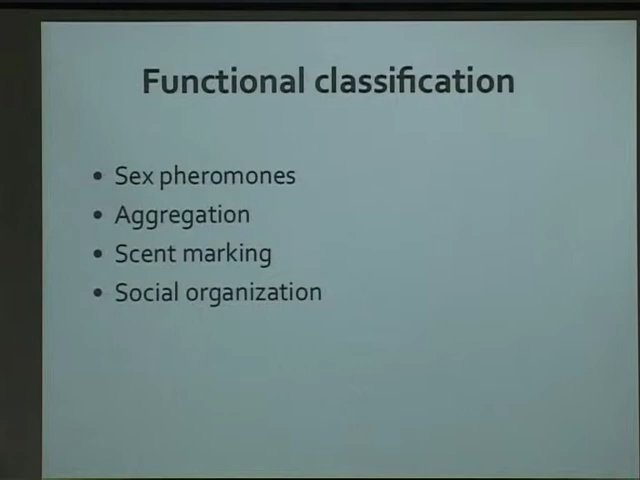 Functional classification
• Sex pheromones
• Aggregation
• Scent marking
• Social organization